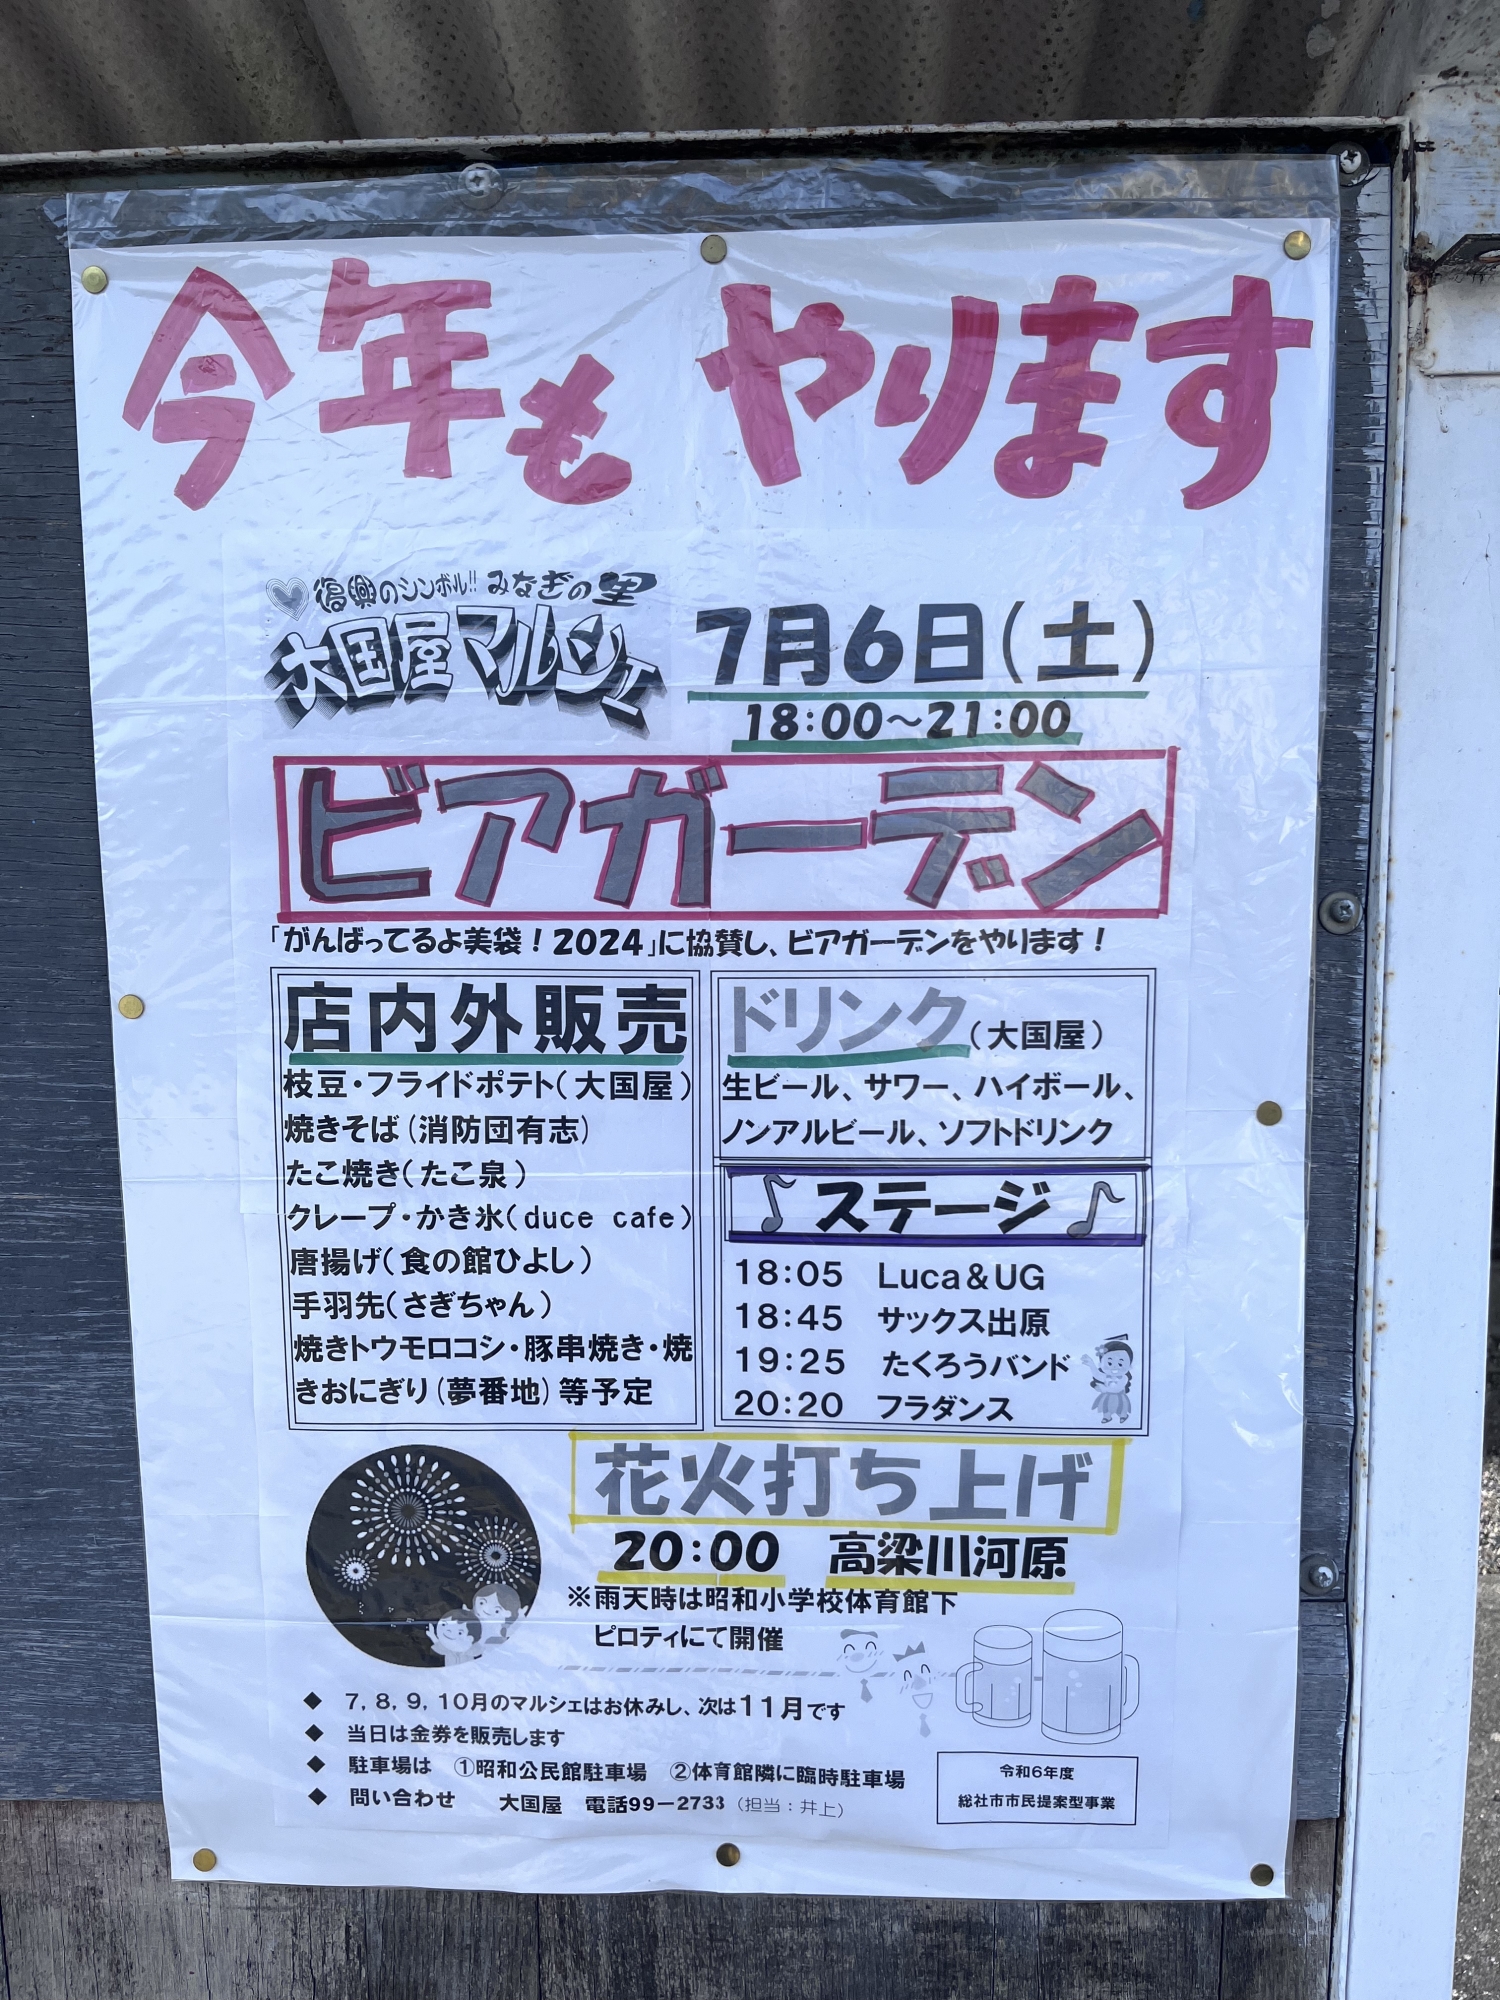 今年もやります
復興のシンボル!! みなぎの里
大国屋マルシェ
7月6日(土)
18:00~21:00
ビアガーデン
「がんばってるよ美袋！2024」に協賛し、ビアガーデンをやります！
店内外販売
枝豆・フライドポテト(大国屋)
焼きそば(消防団有志)
たこ焼き(たこ泉)
クレープ・かき氷(duce cafe)
唐揚げ(食の館ひよし)
手羽先(さぎちゃん)
焼きトウモロコシ・豚串焼き・焼
きおにぎり(夢番地)等予定
ドリンク(大国屋)
生ビール、サワー、ハイボール、
ノンアルビール、ソフトドリンク
♪ステージ♪
18:05 Luca&UG
18:45 サックス出原
19:25 たくろうバンド
20:20 フラダンス
花火打ち上げ
20:00 高梁川河原
※雨天時は昭和小学校体育館下
ピロティにて開催
◆ 7, 8, 9, 10月のマルシェはお休みし、次は11月です
◆ 当日は金券を販売します
◆ 駐車場は ①昭和公民館駐車場 ②体育館隣に臨時駐車場
◆ 問い合わせ 大国屋 電話99－2733 (担当：井上)
令和6年度
総社市市民提案型事業